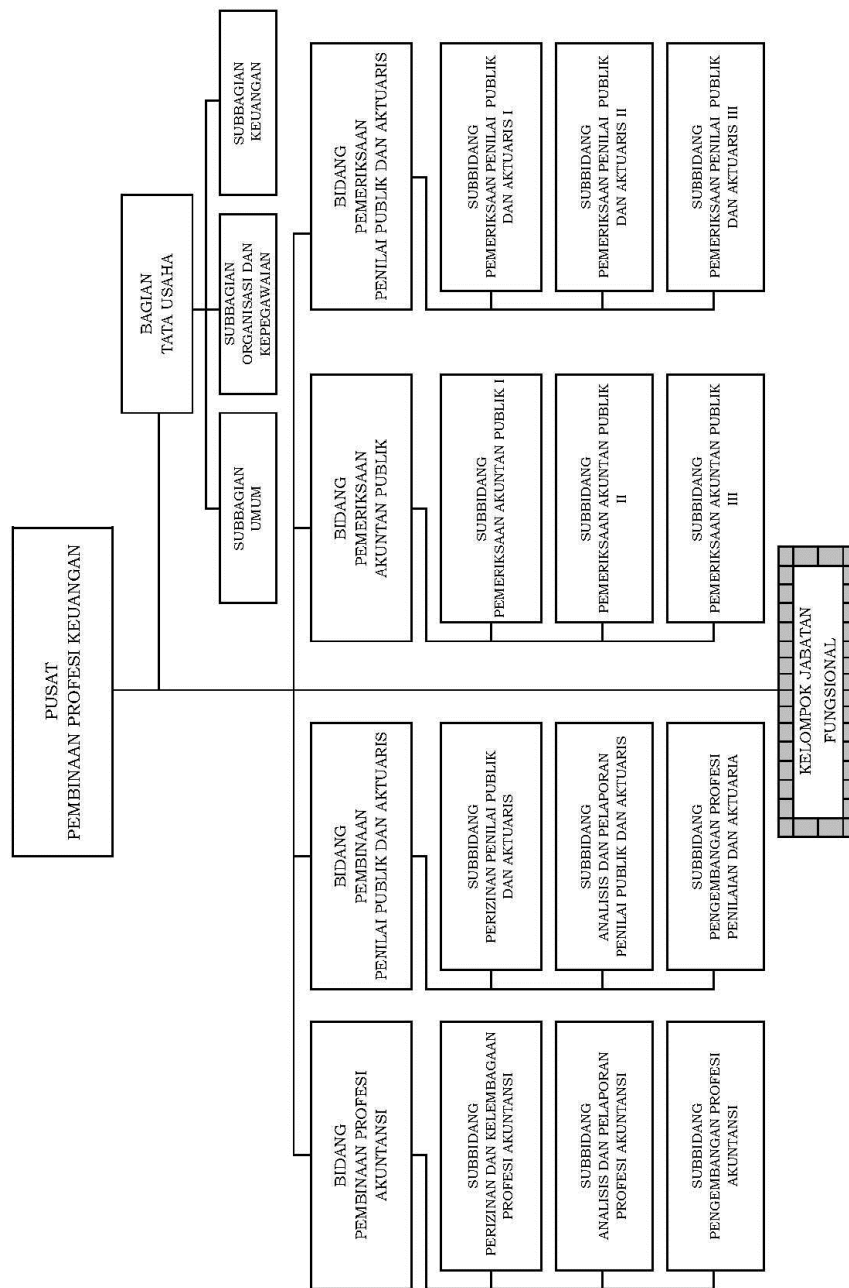 PUSAT
PEMBINAAN PROFESI KEUANGAN
BAGIAN
TATA USAHA
SUBBAGIAN
UMUM
SUBBAGIAN
ORGANISASI DAN
KEPEGAWAIAN
SUBBAGIAN
KEUANGAN
BIDANG
PEMBINAAN PROFESI
AKUNTANSI
BIDANG
PEMBINAAN
PENILAI PUBLIK DAN AKTUARIS
BIDANG
PEMERIKSAAN
AKUNTAN PUBLIK
BIDANG
PEMERIKSAAN
PENILAI PUBLIK DAN AKTUARIS
SUBBIDANG
PERIZINAN DAN KELEMBAGAAN
PROFESI AKUNTANSI
SUBBIDANG
PERIZINAN PENILAI PUBLIK
DAN AKTUARIS
SUBBIDANG
PEMERIKSAAN AKUNTAN PUBLIK I
SUBBIDANG
PEMERIKSAAN PENILAI PUBLIK
DAN AKTUARIS I
SUBBIDANG
ANALISIS DAN PELAPORAN
PROFESI AKUNTANSI
SUBBIDANG
ANALISIS DAN PELAPORAN
PENILAI PUBLIK DAN AKTUARIS
SUBBIDANG
PEMERIKSAAN AKUNTAN PUBLIK
II
SUBBIDANG
PEMERIKSAAN PENILAI PUBLIK
DAN AKTUARIS II
SUBBIDANG
PENGEMBANGAN PROFESI
AKUNTANSI
SUBBIDANG
PENGEMBANGAN PROFESI
PENILAIAN DAN AKTUARIA
SUBBIDANG
PEMERIKSAAN AKUNTAN PUBLIK
III
SUBBIDANG
PEMERIKSAAN PENILAI PUBLIK
DAN AKTUARIS III
KELOMPOK JABATAN
FUNGSIONAL